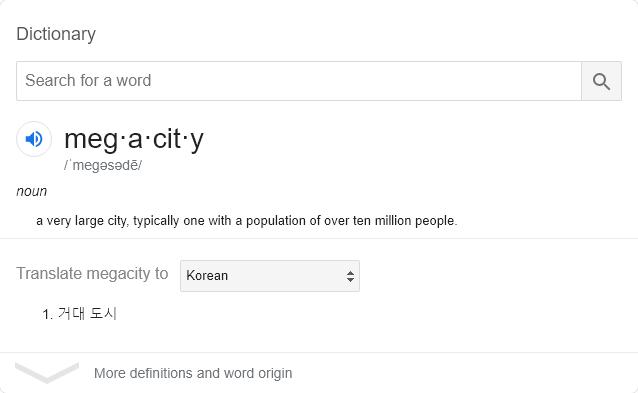 Dictionary
Search for a word
meg·a·cit·y
/ˈmegəsədē/
noun
a very large city, typically one with a population of over ten million people.
Translate megacity to Korean
1. 거대 도시
More definitions and word origin